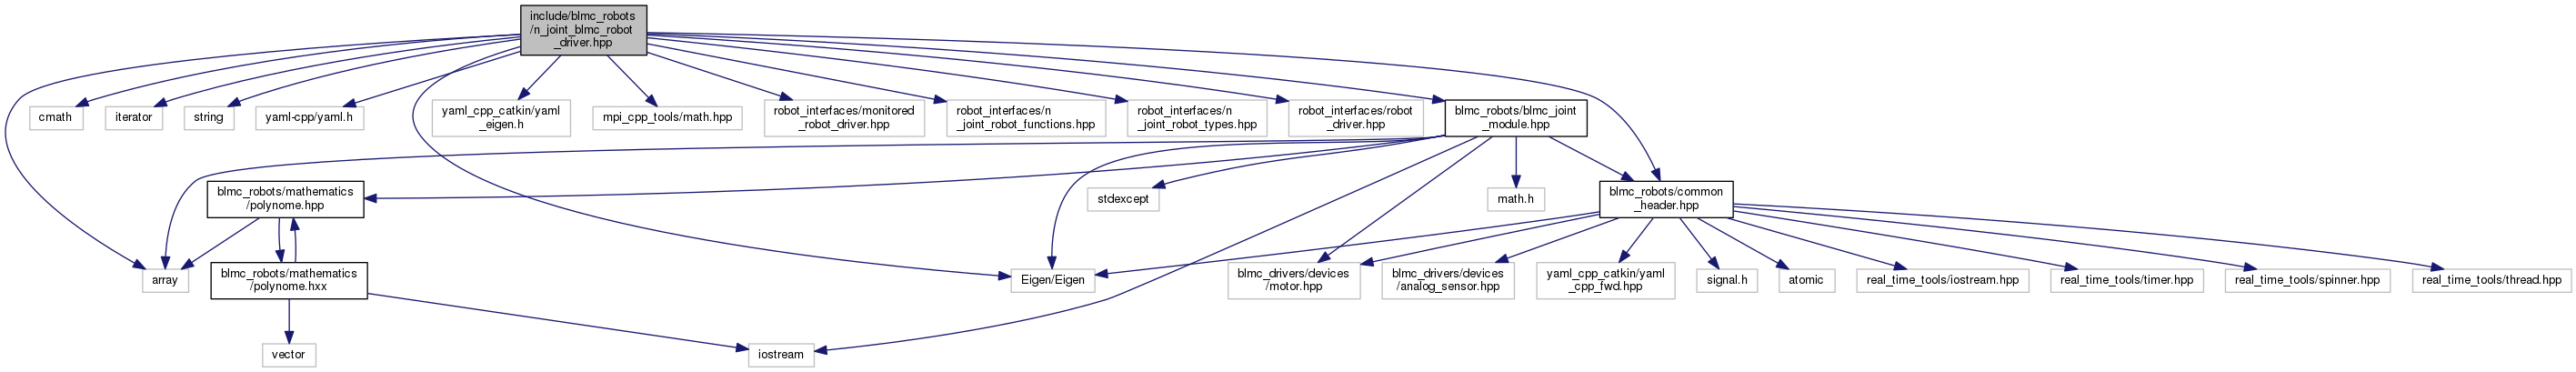 include/blmc_robots
/n_joint_blmc_robot
_driver.hpp
cmath
iterator
string
yaml-cpp/yaml.h
yaml_cpp_catkin/yaml
_eigen.h
mpi_cpp_tools/math.hpp
robot_interfaces/monitored
_robot_driver.hpp
robot_interfaces/n
_joint_robot_functions.hpp
robot_interfaces/n
_joint_robot_types.hpp
robot_interfaces/robot
_driver.hpp
blmc_robots/blmc_joint
_module.hpp
blmc_robots/mathematics
/polynome.hpp
stdexcept
math.h
blmc_robots/common
_header.hpp
array
blmc_robots/mathematics
/polynome.hxx
Eigen/Eigen
blmc_drivers/devices
/motor.hpp
blmc_drivers/devices
/analog_sensor.hpp
yaml_cpp_catkin/yaml
_cpp_fwd.hpp
signal.h
atomic
real_time_tools/iostream.hpp
real_time_tools/timer.hpp
real_time_tools/spinner.hpp
real_time_tools/thread.hpp
vector
iostream